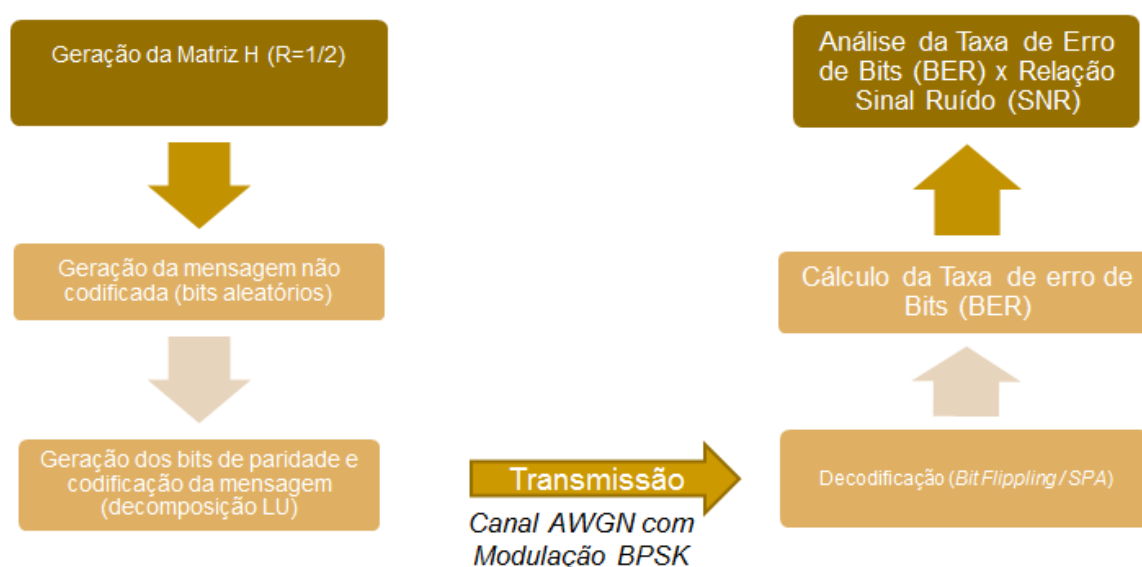 Geração da Matriz H (R=1/2)
Geração da mensagem não
codificada (bits aleatórios)
Geração dos bits de paridade e
codificação da mensagem
(decomposição LU)
Transmissão
Canal AWGN com
Modulação BPSK
Decodificação (Bit Flippling / SPA)
Cálculo da Taxa de erro de
Bits (BER)
Análise da Taxa de Erro
de Bits (BER) x Relação
Sinal Ruído (SNR)